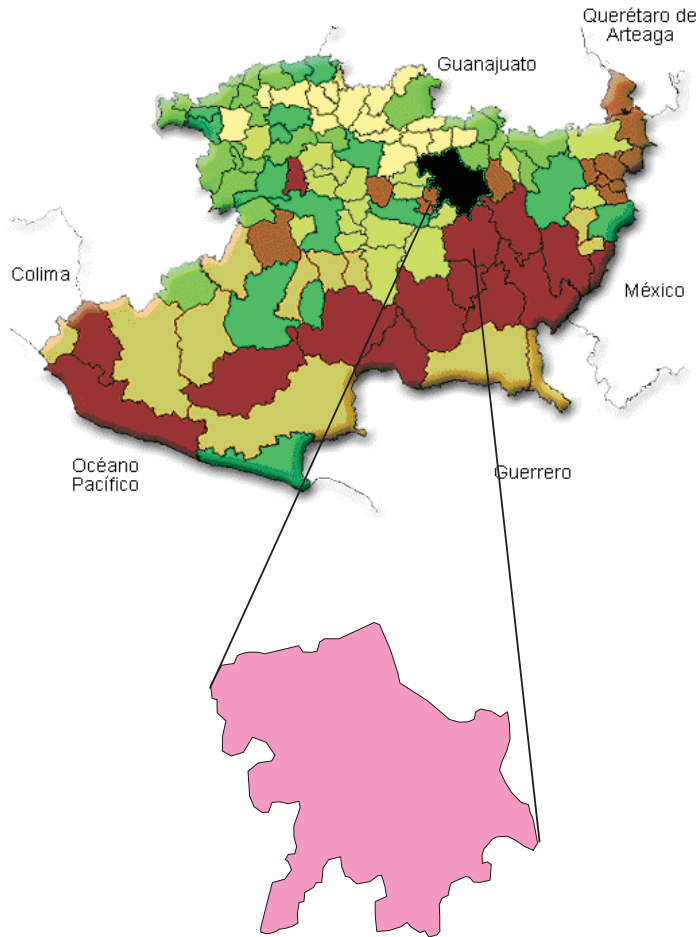 Querétaro de
Arteaga
Guanajuato
Colima
México
Océano
Pacífico
Guerrero